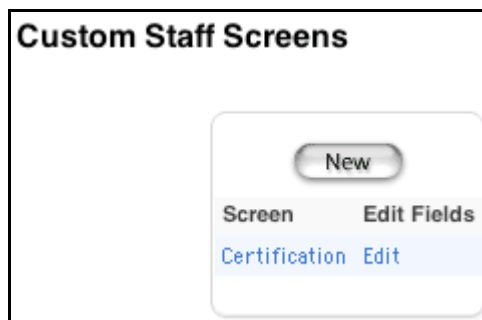 Custom Staff Screens
New
Screen Edit Fields
Certification Edit